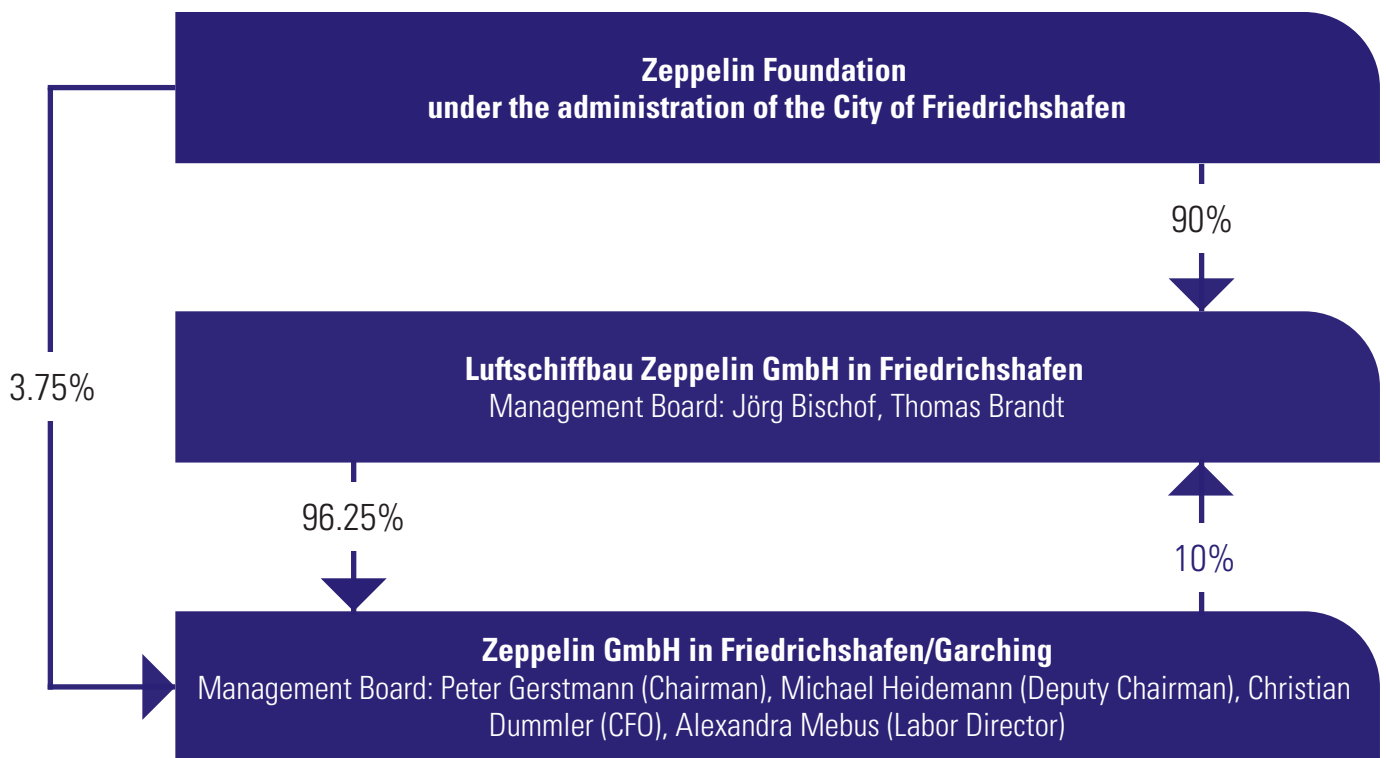 Zeppelin Foundation
under the administration of the City of Friedrichshafen
90%
Luftschiffbau Zeppelin GmbH in Friedrichshafen
Management Board: Jörg Bischof, Thomas Brandt
3.75%
96.25%
10%
Zeppelin GmbH in Friedrichshafen/Garching
Management Board: Peter Gerstmann (Chairman), Michael Heidemann (Deputy Chairman), Christian
Dummler (CFO), Alexandra Mebus (Labor Director)